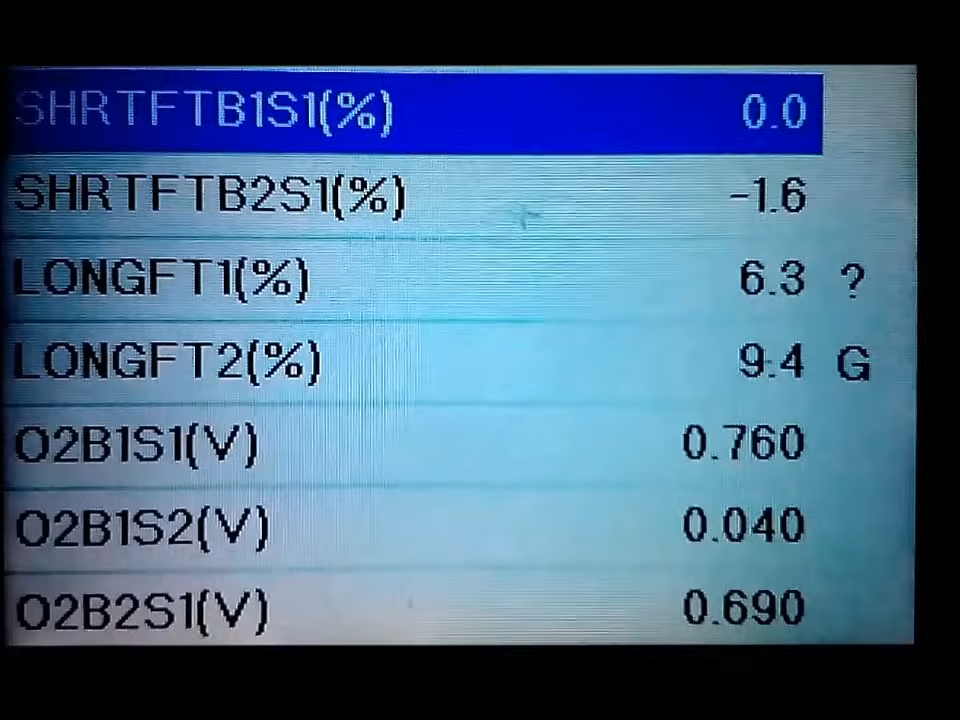 SHRTFTB1S1(%) 0.0
SHRTFTB2S1(%) -1.6
LONGFT1(%) 6.3 ?
LONGFT2(%) 9.4 G
O2B1S1(V) 0.760
O2B1S2(V) 0.040
O2B2S1(V) 0.690